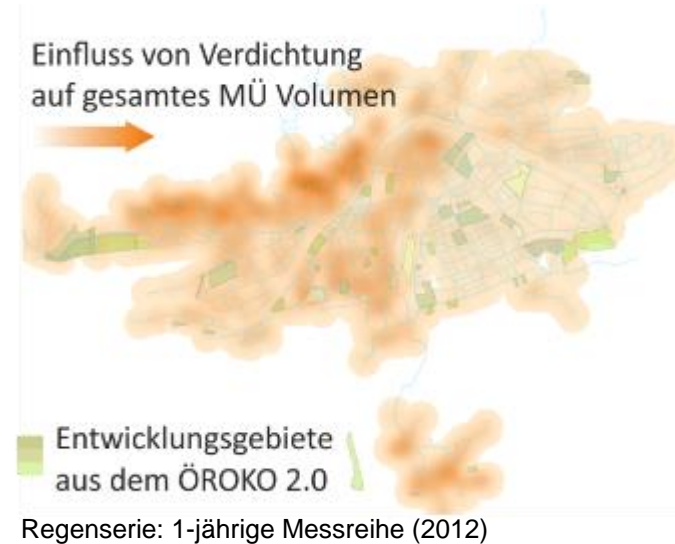 Einfluss von Verdichtung
auf gesamtes MÜ Volumen
Entwicklungsgebiete
aus dem ÖROKO 2.0
Regenserie: 1-jährige Messreihe (2012)